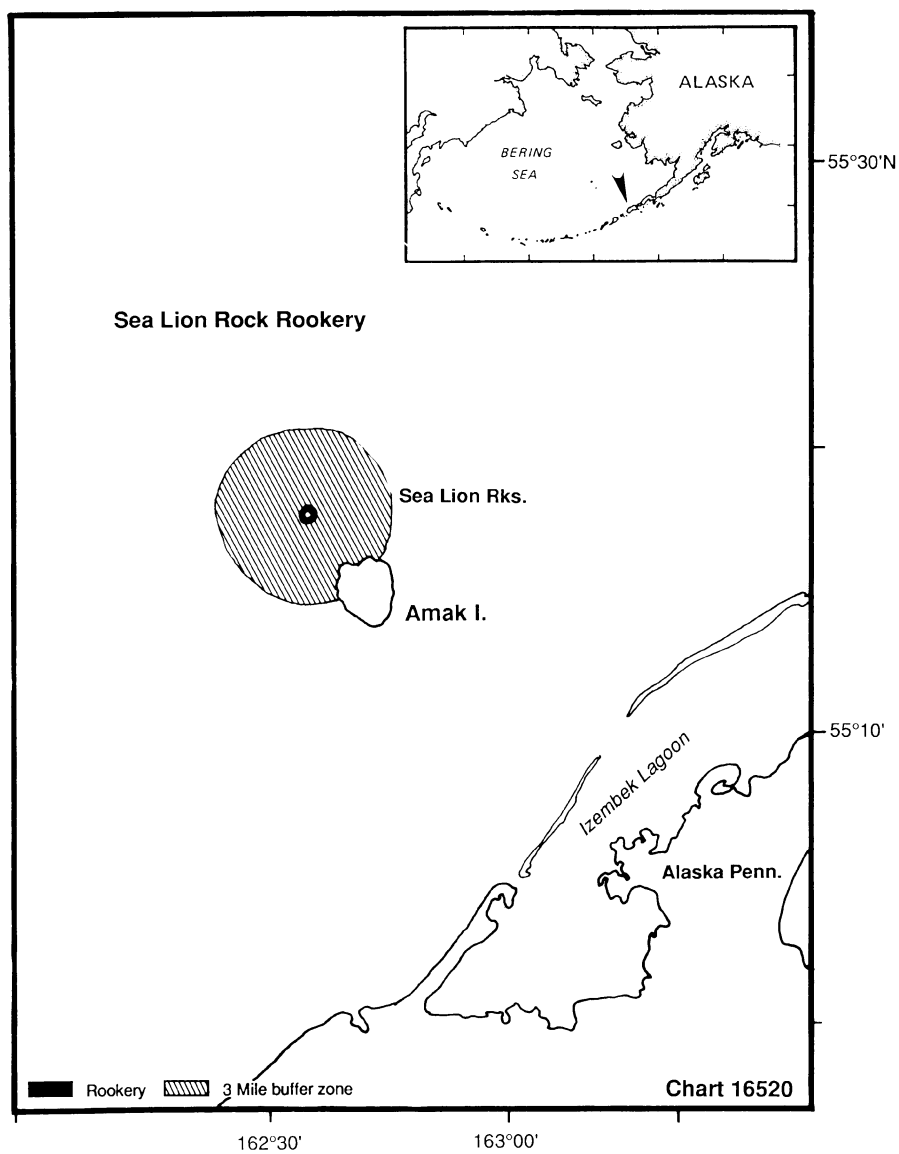 ALASKA
BERING
SEA
55°30'N
Sea Lion Rock Rookery
Sea Lion Rks.
Amak I.
55°10'
Izembek Lagoon
Alaska Penn.
Rookery
3 Mile buffer zone
Chart 16520
162°30'
163°00'